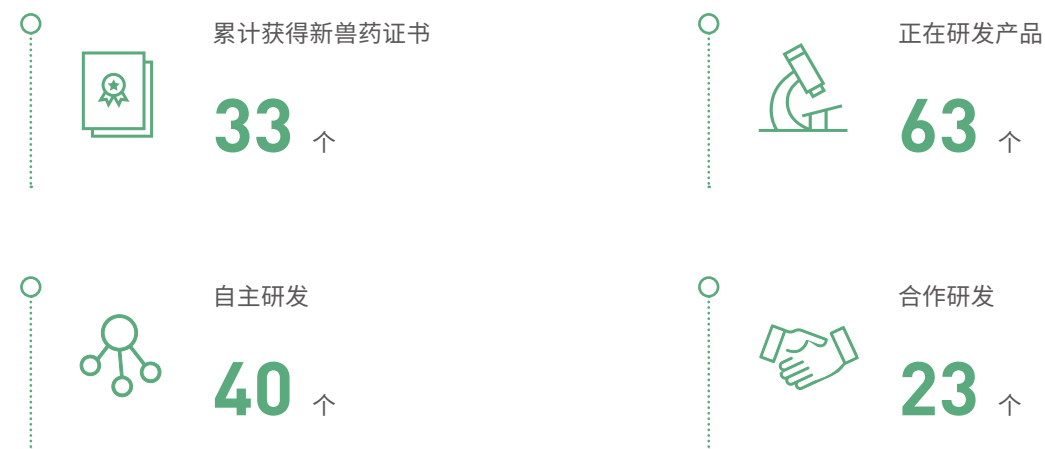 累计获得新兽药证书
33 个
正在研发产品
63 个
自主研发
40 个
合作研发
23 个